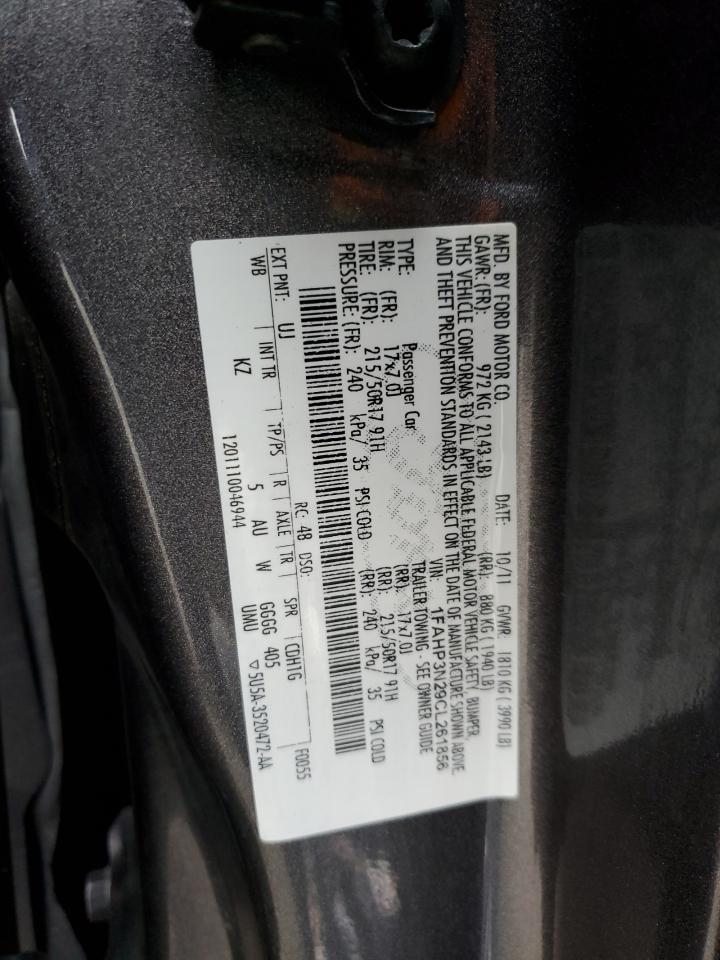 MFD. BY FORD MOTOR CO. DATE: 10/11 GVWR: 1810 KG ( 3990 LB)
GAWR: (FR): 972 KG ( 2143 LB) (RR): 880 KG ( 1940 LB)
THIS VEHICLE CONFORMS TO ALL APPLICABLE FEDERAL MOTOR VEHICLE SAFETY, BUMPER,
AND THEFT PREVENTION STANDARDS IN EFFECT ON THE DATE OF MANUFACTURE SHOWN ABOVE.
VIN: 1FAHP3N29CL261856
TYPE: Passenger Car TRAILER TOWING - SEE OWNER GUIDE
RIM: (FR): 17x7.0J (RR): 17x7.0J
TIRE: (FR): 215/50R17 91H (RR): 215/50R17 91H
PRESSURE: (FR): 240 kPa/ 35 PSI COLD (RR): 240 kPa/ 35 PSI COLD
RC: 48 DSO: F0055
EXT PNT: UJ CDH1G
INT TR TP/PS R AXLE TR SPR
WB KZ 5 AU W GGGG 405
UMU
1201110046944 ▽5U5A-3520472-AA